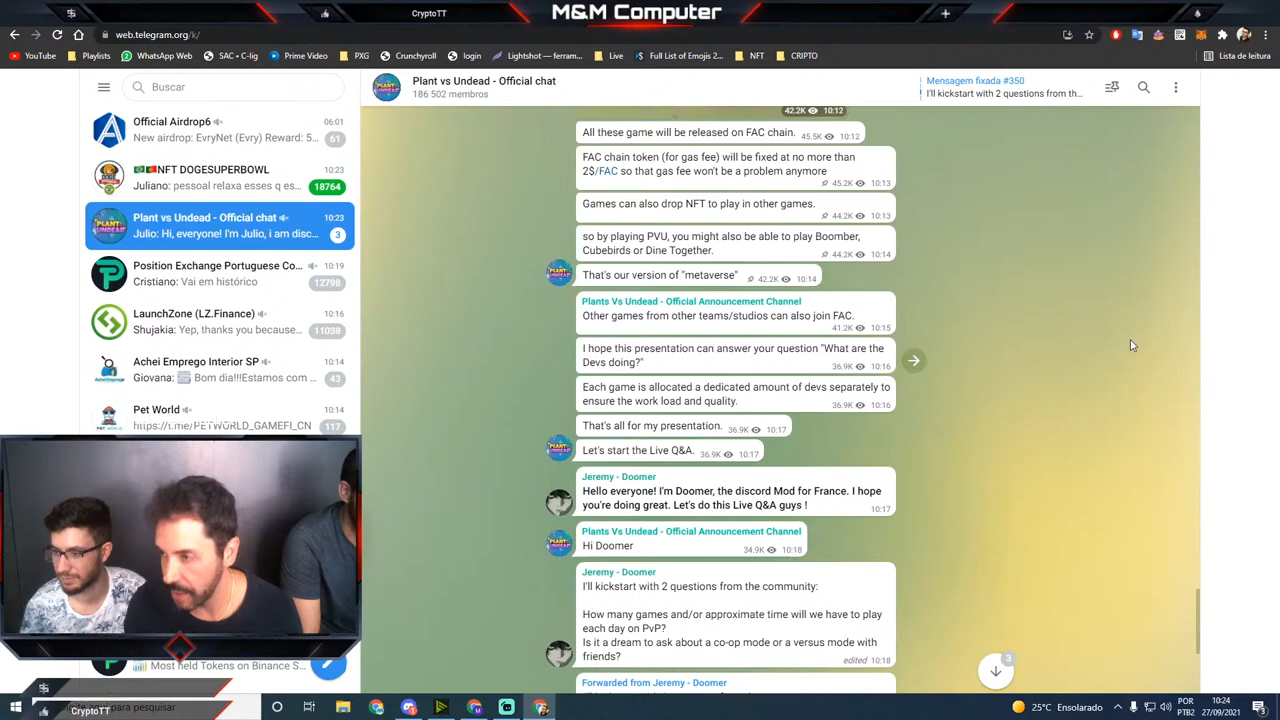 CryptoTT
M&M Computer
web.telegram.org/k/
YouTube
Playlists
WhatsApp Web
SAC • C-lig
Prime Video
PXG
Crunchyroll
login
Lightshot — ferram...
Live
Full List of Emojis 2...
NFT
CRIPTO
Lista de leitura
Buscar
Official Airdrop6
06:01
New airdrop: EvryNet (Evry) Reward: 5...
61
NFT DOGESUPERBOWL
10:23
Juliano: pessoal relaxa esses q es...
18764
Plant vs Undead - Official chat
10:23
Julio: Hi, everyone! I'm Julio, i am disc...
3
Position Exchange Portuguese Co...
10:19
Cristiano: Vai em histórico
12798
LaunchZone (LZ.Finance)
10:16
Shujakia: Yep, thank you because...
11038
Achei Emprego Interior SP
10:14
Giovana: Bom dia!!!Estamos com ...
43
Pet World
10:14
https://t.me/PETWORLD_GAMEFI_CN
117
Most held Tokens on Binance S...
Plant vs Undead - Official chat
186 502 membros
Mensagem fixada #350
I'll kickstart with 2 questions from th...
42.2K 10:12
All these game will be released on FAC chain.
45.5K 10:12
FAC chain token (for gas fee) will be fixed at no more than
2$/FAC so that gas fee won't be a problem anymore
45.2K 10:13
Games can also drop NFT to play in other games.
44.2K 10:13
so by playing PVU, you might also be able to play Boomber,
Cubebirds or Dine Together.
44.2K 10:14
That's our version of "metaverse"
42.2K 10:14
Plants Vs Undead - Official Announcement Channel
Other games from other teams/studios can also join FAC.
41.2K 10:15
I hope this presentation can answer your question "What are the
Devs doing?"
36.9K 10:16
Each game is allocated a dedicated amount of devs separately to
ensure the work load and quality.
36.9K 10:16
That's all for my presentation.
36.9K 10:17
Let's start the Live Q&A.
36.9K 10:17
Jeremy - Doomer
Hello everyone! I'm Doomer, the discord Mod for France. I hope
you're doing great. Let's do this Live Q&A guys !
10:17
Plants Vs Undead - Official Announcement Channel
Hi Doomer
34.9K 10:18
Jeremy - Doomer
I'll kickstart with 2 questions from the community:
How many games and/or approximate time will we have to play
each day on PvP?
Is it a dream to ask about a co-op mode or a versus mode with
friends?
edited 10:18
Forwarded from Jeremy - Doomer
3
CryptoTT
te aqui para pesquisar
25°C Ensolarado
POR
PTB2
10:24
27/09/2021